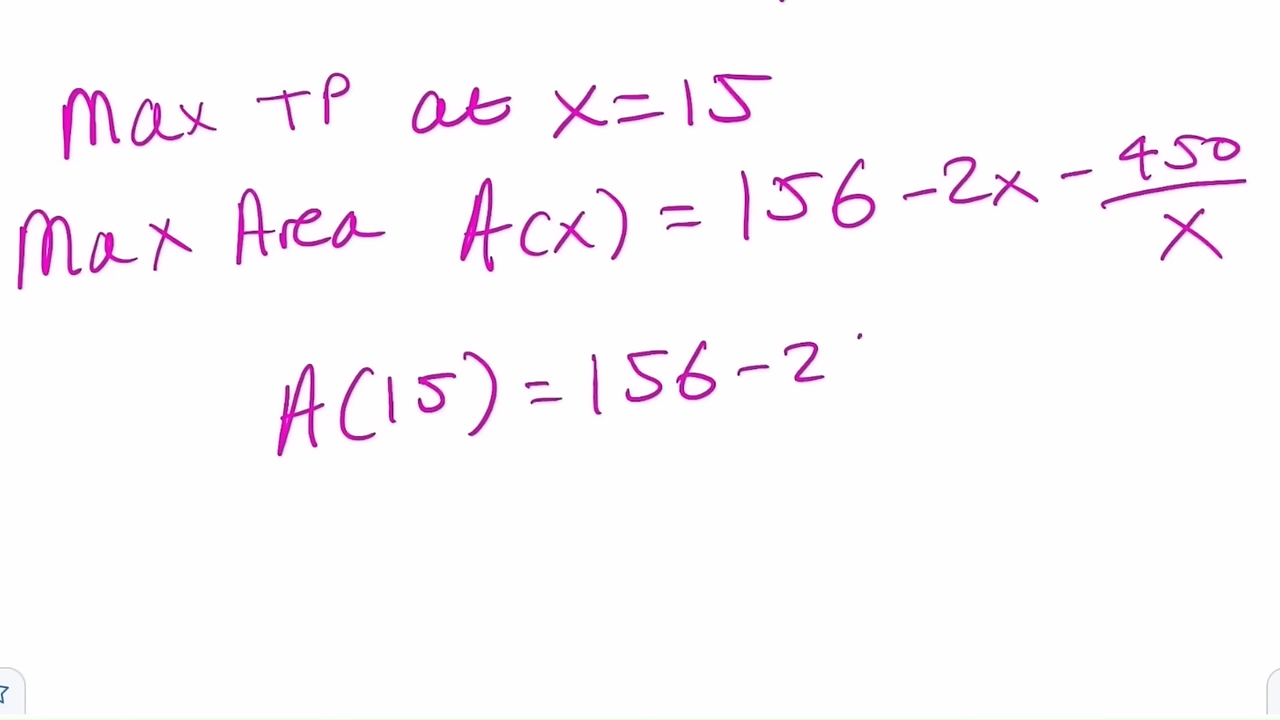 Max TP at x=15
Max Area A(x) = 156 - 2x - 450/x
A(15) = 156 - 2